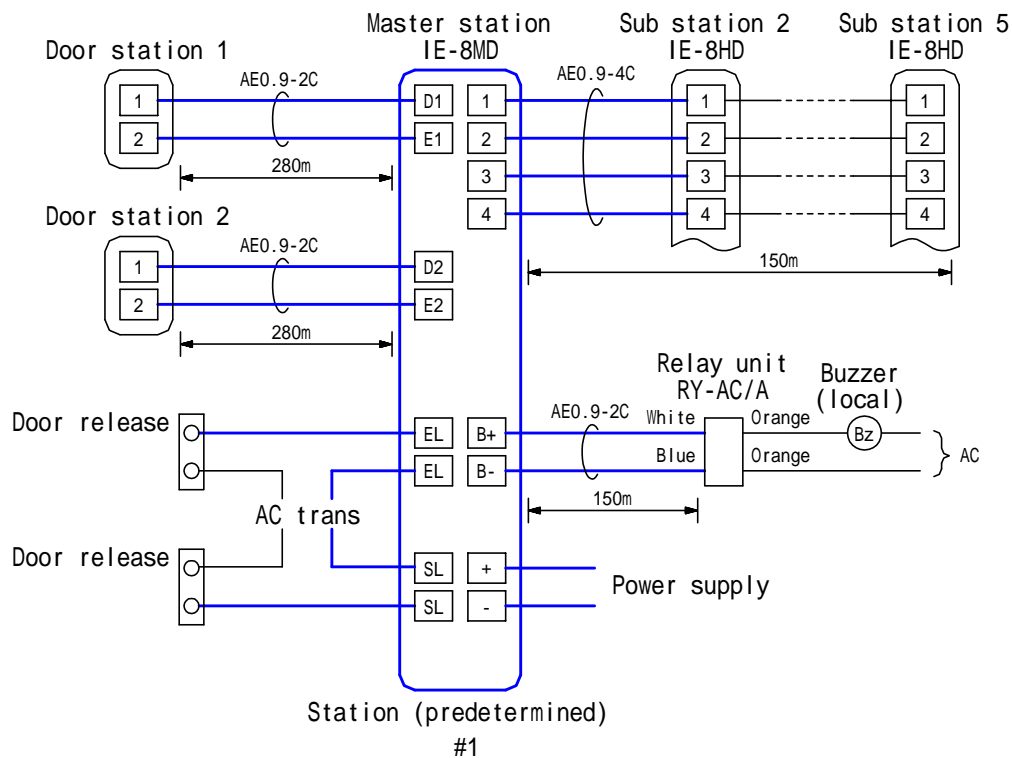 Master station
IE-8MD
Sub station 2
IE-8HD
Sub station 5
IE-8HD
Door station 1
AE0.9-2C
AE0.9-4C
1
2
D1
E1
1
2
3
4
1
2
3
4
1
2
3
4
280m
Door station 2
AE0.9-2C
1
2
D2
E2
280m
150m
Relay unit
RY-AC/A
Buzzer
(local)
Door release
AE0.9-2C
White
Orange
EL
B+
Bz
Blue
Orange
EL
B-
AC
150m
AC trans
Door release
SL
+
Power supply
SL
-
Station (predetermined)
#1